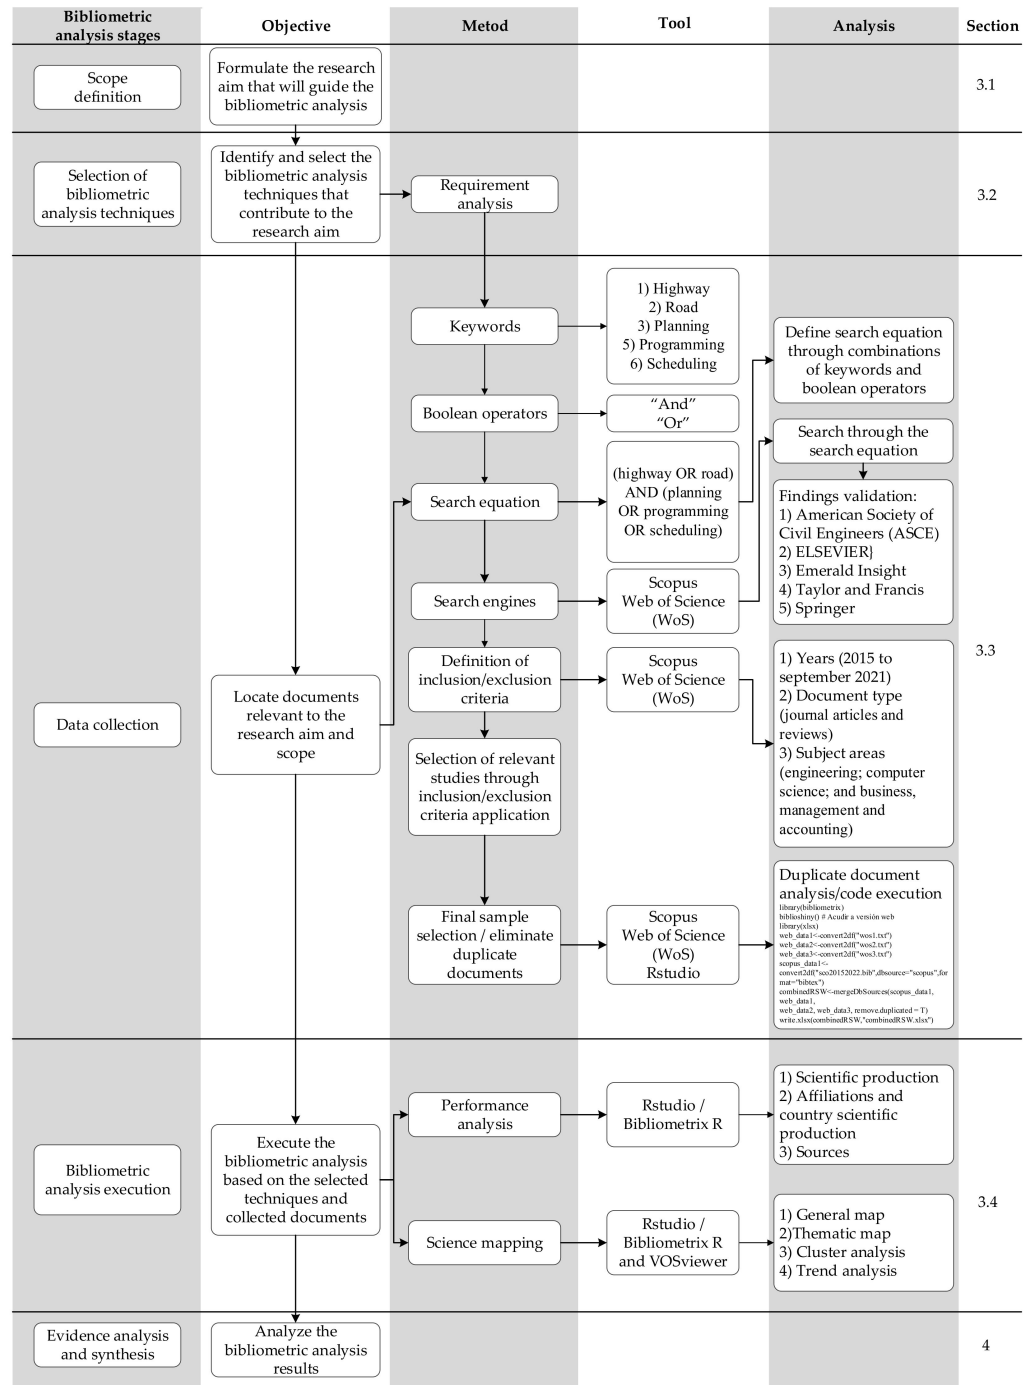 Bibliometric
analysis stages
Objective
Metod
Tool
Analysis
Section
Scope
definition
Formulate the research
aim that will guide the
bibliometric analysis
3.1
Selection of
bibliometric
analysis techniques
Identify and select the
bibliometric analysis
techniques that
contribute to the
research aim
Requirement
analysis
3.2
Data collection
Locate documents
relevant to the
research aim and
scope
Keywords
1) Highway
2) Road
3) Planning
5) Programming
6) Scheduling
Define search equation
through combinations
of keywords and
boolean operators
Boolean operators
“And”
“Or”
Search through the
search equation
Search equation
(highway OR road)
AND (planning
OR programming
OR scheduling)
Findings validation:
1) American Society of
Civil Engineers (ASCE)
2) ELSEVIER}
3) Emerald Insight
4) Taylor and Francis
5) Springer
Search engines
Scopus
Web of Science
(WoS)
Definition of
inclusion/exclusion
criteria
Scopus
Web of Science
(WoS)
1) Years (2015 to
september 2021)
2) Document type
(journal articles and
reviews)
3) Subject areas
(engineering; computer
science; and business,
management and
accounting)
Selection of relevant
studies through
inclusion/exclusion
criteria application
Final sample
selection / eliminate
duplicate
documents
Scopus
Web of Science
(WoS)
Rstudio
Duplicate document
analysis/code execution
library(bibliometrix)
biblioshiny() # Acudir a versión web
library(xlsx)
web_data1<-convert2df("wos1.txt")
web_data2<-convert2df("wos2.txt")
web_data3<-convert2df("wos3.txt")
scopus_data1<-
convert2df("sco20152022.bib",dbsource="scopus",for
mat="bibtex")
combinedRSW<-mergeDbSources(scopus_data1,
web_data1,
web_data2, web_data3, remove.duplicated = T)
write.xlsx(combinedRSW,"combinedRSW.xlsx")
3.3
Bibliometric
analysis execution
Execute the
bibliometric analysis
based on the selected
techniques and
collected documents
Performance
analysis
Rstudio /
Bibliometrix R
1) Scientific production
2) Affiliations and
country scientific
production
3) Sources
Science mapping
Rstudio /
Bibliometrix R
and VOSviewer
1) General map
2)Thematic map
3) Cluster analysis
4) Trend analysis
3.4
Evidence analysis
and synthesis
Analyze the
bibliometric analysis
results
4